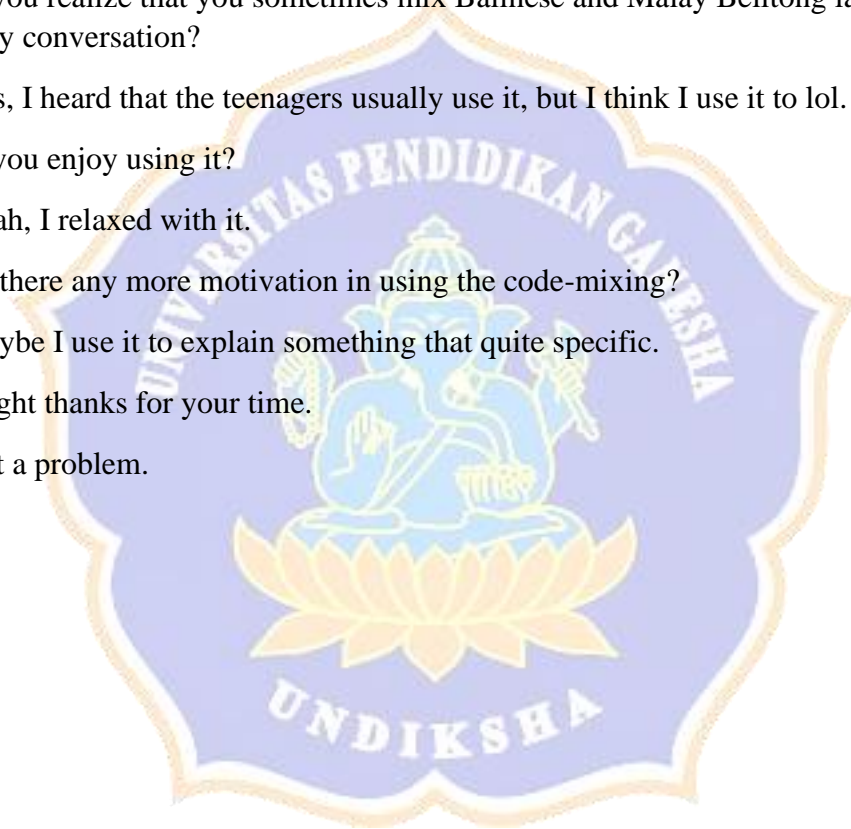 you realize that you sometimes mix Balinese and Malay Belitong
y conversation?
s, I heard that the teenagers usually use it, but I think I use it to lol.
you enjoy using it?
ah, I relaxed with it.
there any more motivation in using the code-mixing?
ybe I use it to explain something that quite specific.
ght thanks for your time.
t a problem.
UNIVERSITAS PENDIDIKAN GANESHA
UNDIKSHA